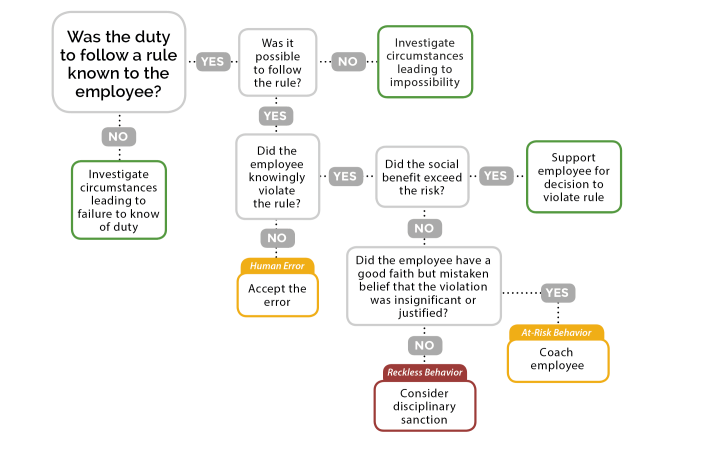 Was the duty
to follow a rule
known to the
employee?
YES
Was it
possible
to follow
the rule?
NO
Investigate
circumstances
leading to
impossibility
NO
YES
Investigate
circumstances
leading to
failure to know
of duty
Did the
employee
knowingly
violate
the rule?
YES
Did the social
benefit exceed
the risk?
YES
Support
employee for
decision to
violate rule
NO
NO
Human Error
Accept the
error
Did the employee have a
good faith but mistaken
belief that the violation
was insignificant or
justified?
YES
NO
At-Risk Behavior
Coach
employee
Reckless Behavior
Consider
disciplinary
sanction